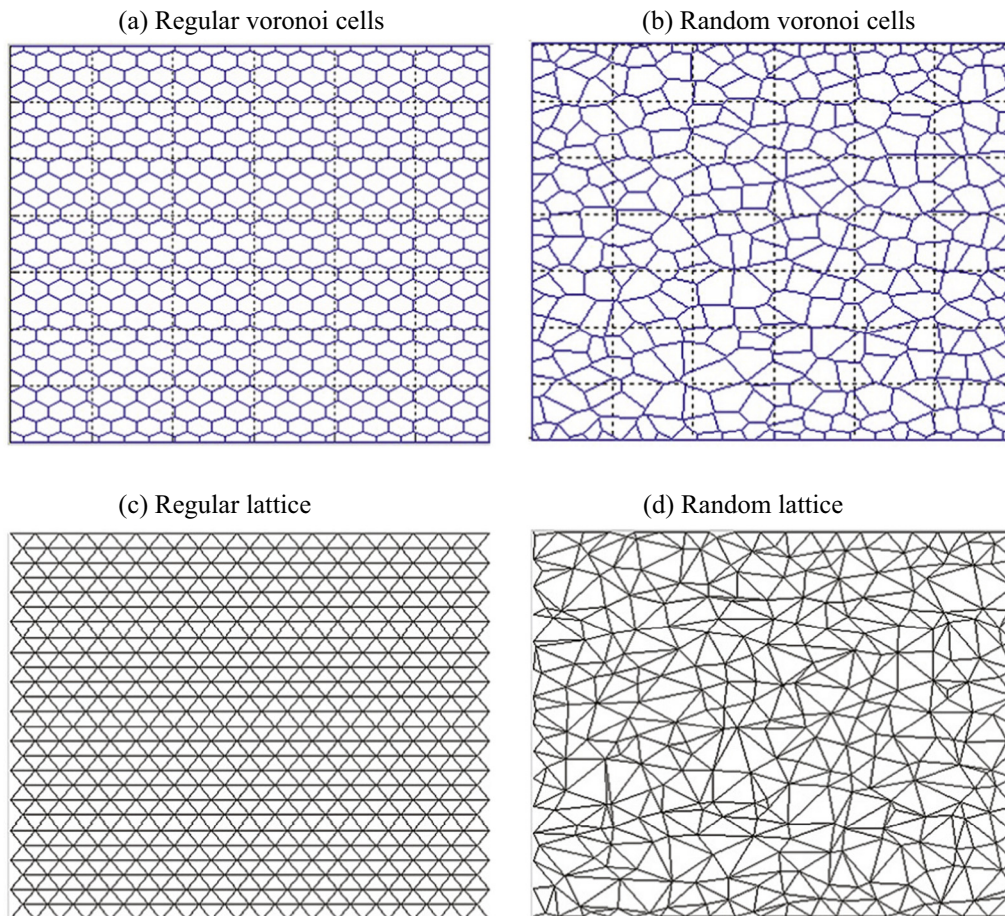 (a) Regular voronoi cells
(b) Random voronoi cells
(c) Regular lattice
(d) Random lattice